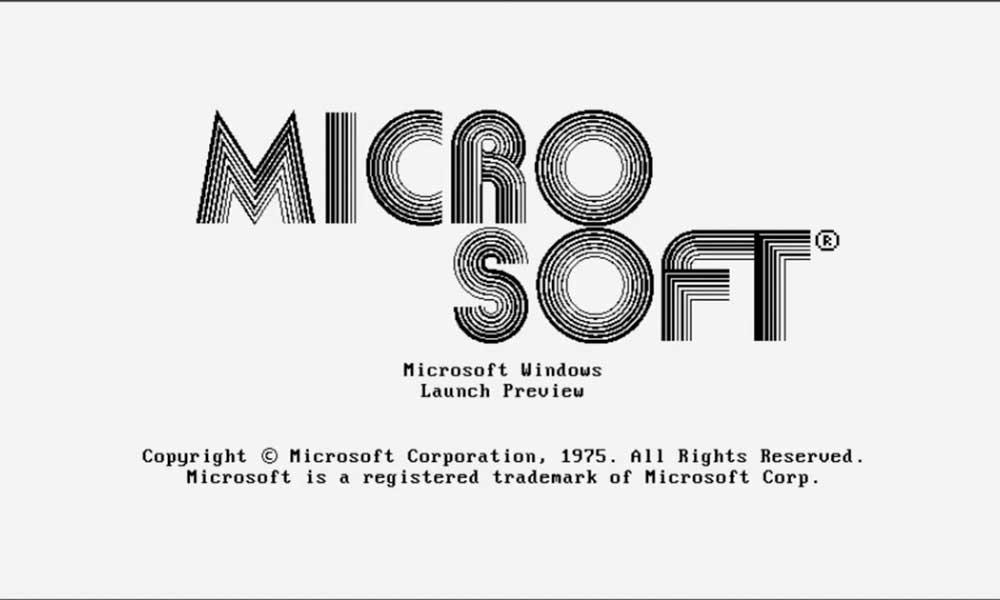 MICRO
SOFT®
Microsoft Windows
Launch Preview
Copyright © Microsoft Corporation, 1975. All Rights Reserved.
Microsoft is a registered trademark of Microsoft Corp.